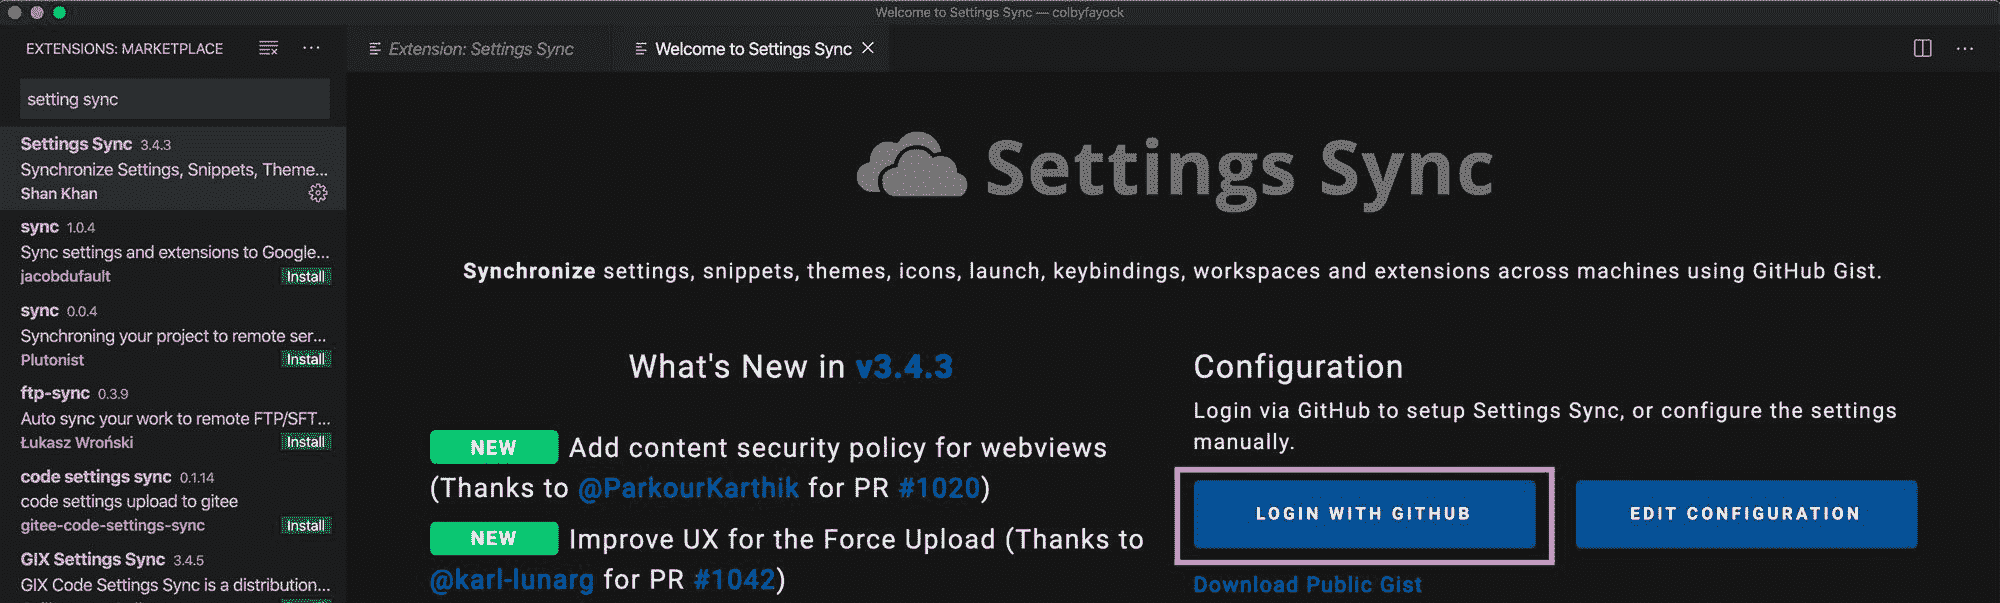 Welcome to Settings Sync — colbyfayock
EXTENSIONS: MARKETPLACE
setting sync
Settings Sync 3.4.3
Synchronize Settings, Snippets, Theme...
Shan Khan
sync 1.0.4
Sync settings and extensions to Google...
jacobdufault Install
sync 0.0.4
Synchroning your project to remote ser...
Plutonist Install
ftp-sync 0.3.9
Auto sync your work to remote FTP/SFT...
Łukasz Wroński Install
code settings sync 0.1.14
code settings upload to gitee
gitee-code-settings-sync Install
GIX Settings Sync 3.4.5
GIX Code Settings Sync is a distribution...
Extension: Settings Sync
Welcome to Settings Sync
Settings Sync
Synchronize settings, snippets, themes, icons, launch, keybindings, workspaces and extensions across machines using GitHub Gist.
What's New in v3.4.3
NEW Add content security policy for webviews
(Thanks to @ParkourKarthik for PR #1020)
NEW Improve UX for the Force Upload (Thanks to
@karl-lunarg for PR #1042)
Configuration
Login via GitHub to setup Settings Sync, or configure the settings
manually.
LOGIN WITH GITHUB
EDIT CONFIGURATION
Download Public Gist